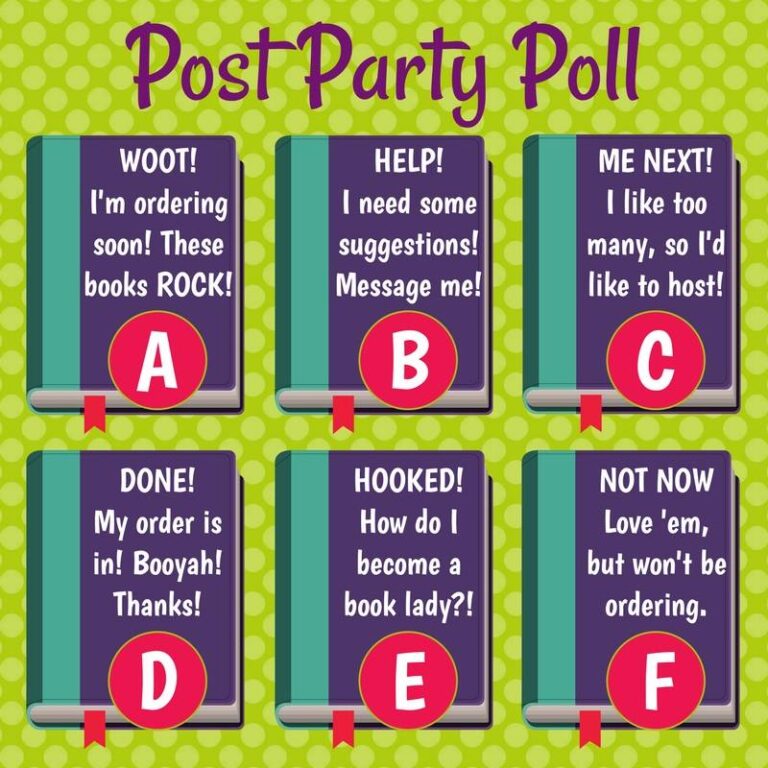 Post Party Poll
WOOT!
I'm ordering
soon! These
books ROCK!
A
HELP!
I need some
suggestions!
Message me!
B
ME NEXT!
I like too
many, so I'd
like to host!
C
DONE!
My order is
in! Booyah!
Thanks!
D
HOOKED!
How do I
become a
book lady?!
E
NOT NOW
Love 'em,
but won't be
ordering.
F